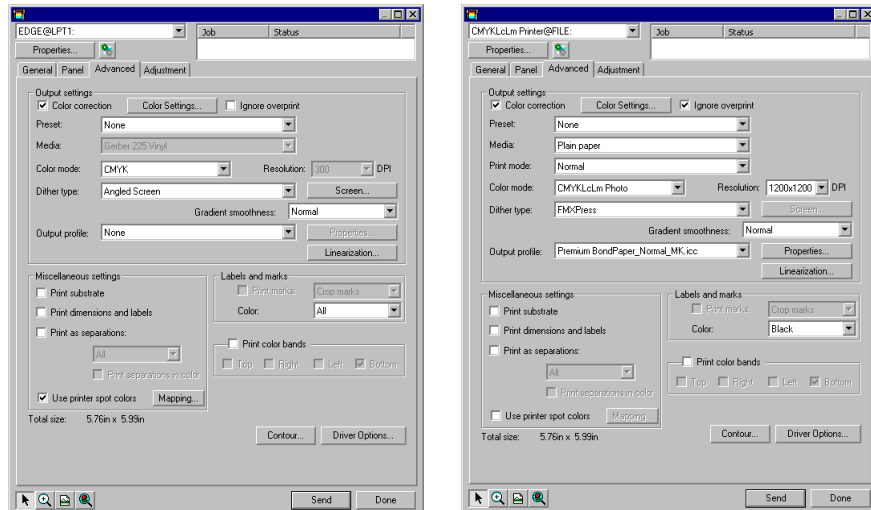 EDGE@LPT1:
Job Status
Properties...
General Panel Advanced Adjustment
Output settings
Color correction Color Settings... Ignore overprint
Preset: None
Media: Gerber 225 Vinyl
Color mode: CMYK Resolution: 300 DPI
Dither type: Angled Screen Screen...
Gradient smoothness: Normal
Output profile: None Properties...
Linearization...
Miscellaneous settings
Print substrate
Print dimensions and labels
Print as separations:
All
Print separations in color
Use printer spot colors Mapping...
Labels and marks
Print marks: Crop marks
Color: All
Print color bands
Top Right Left Bottom
Total size: 5.76in x 5.99in
Contour... Driver Options...
Send Done
CMYKLcLm Printer@FILE:
Job Status
Properties...
General Panel Advanced Adjustment
Output settings
Color correction Color Settings... Ignore overprint
Preset: None
Media: Plain paper
Print mode: Normal
Color mode: CMYKLcLm Photo Resolution: 1200x1200 DPI
Dither type: FMXPress Screen...
Gradient smoothness: Normal
Output profile: Premium BondPaper_Normal_MK.icc Properties...
Linearization...
Miscellaneous settings
Print substrate
Print dimensions and labels
Print as separations:
All
Print separations in color
Use printer spot colors Mapping...
Labels and marks
Print marks: Crop marks
Color: Black
Print color bands
Top Right Left Bottom
Total size: 5.76in x 5.99in
Contour... Driver Options...
Send Done